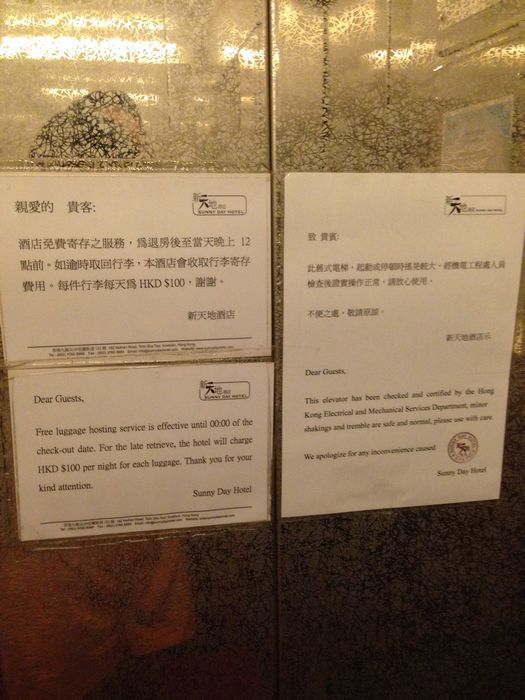 新天地酒店
SUNNY DAY HOTEL
親愛的 貴客:
酒店免費寄存之服務，為退房後至當天晚上 12
點前。如逾時取回行李，本酒店會收取行李寄存
費用。每件行李每天為 HKD $100，謝謝。
新天地酒店
新天地酒店
SUNNY DAY HOTEL
Dear Guests,
Free luggage hosting service is effective until 00:00 of the
check-out date. For the late retrieve, the hotel will charge
HKD $100 per night for each luggage. Thank you for your
kind attention.
Sunny Day Hotel
新天地酒店
SUNNY DAY HOTEL
致 貴賓:
此舊式電梯，起動或停頓時搖晃較大。經機電工程處人員
檢查後證實操作正常，請放心使用。
不便之處，敬請原諒。
新天地酒店示
Dear Guests,
This elevator has been checked and certified by the Hong
Kong Electrical and Mechanical Services Department, minor
shakings and tremble are safe and normal, please use with care.
We apologize for any inconvenience caused.
Sunny Day Hotel